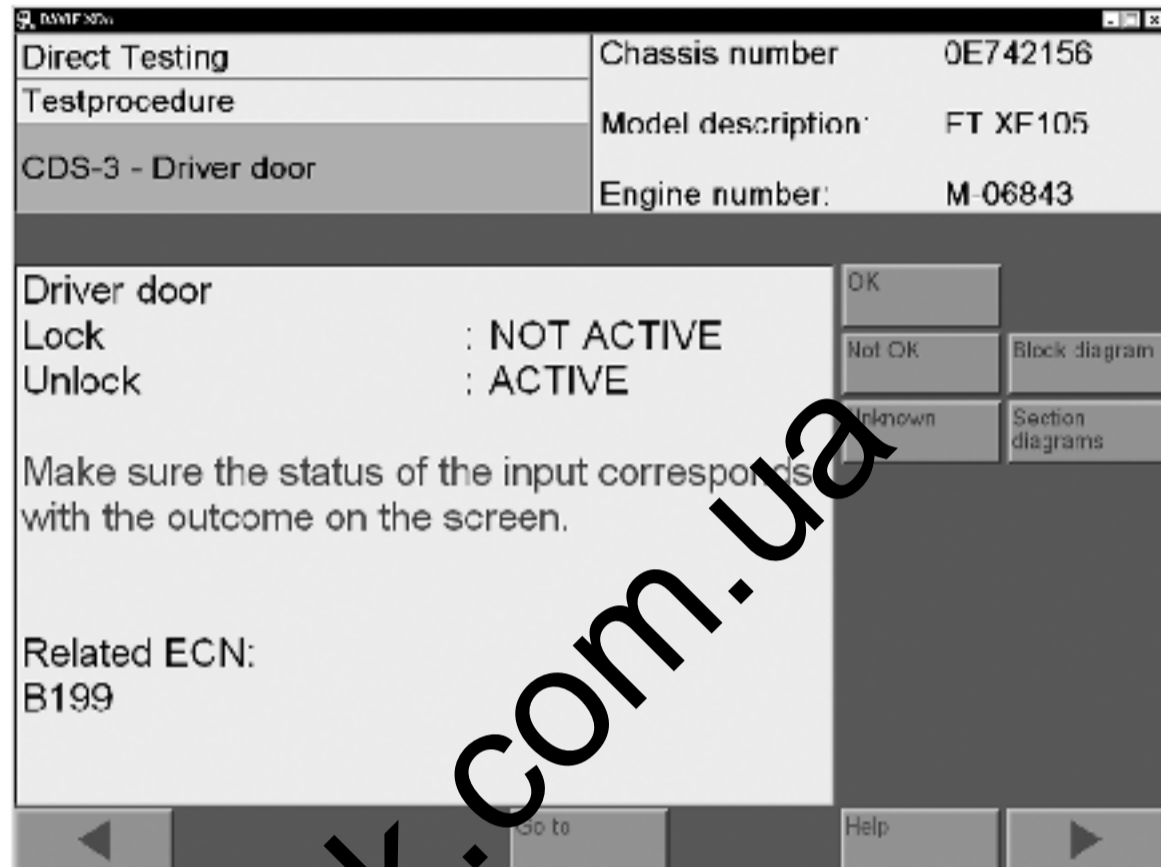 DAVIE XDc
Direct Testing
Testprocedure
CDS-3 - Driver door
Chassis number 0E742156
Model description: FT XF105
Engine number: M-06843
Driver door
Lock : NOT ACTIVE
Unlock : ACTIVE
Make sure the status of the input corresponds
with the outcome on the screen.
Related ECN:
B199
OK
Not OK
Block diagram
Unknown
Section
diagrams
Go to
Help
k.com.ua